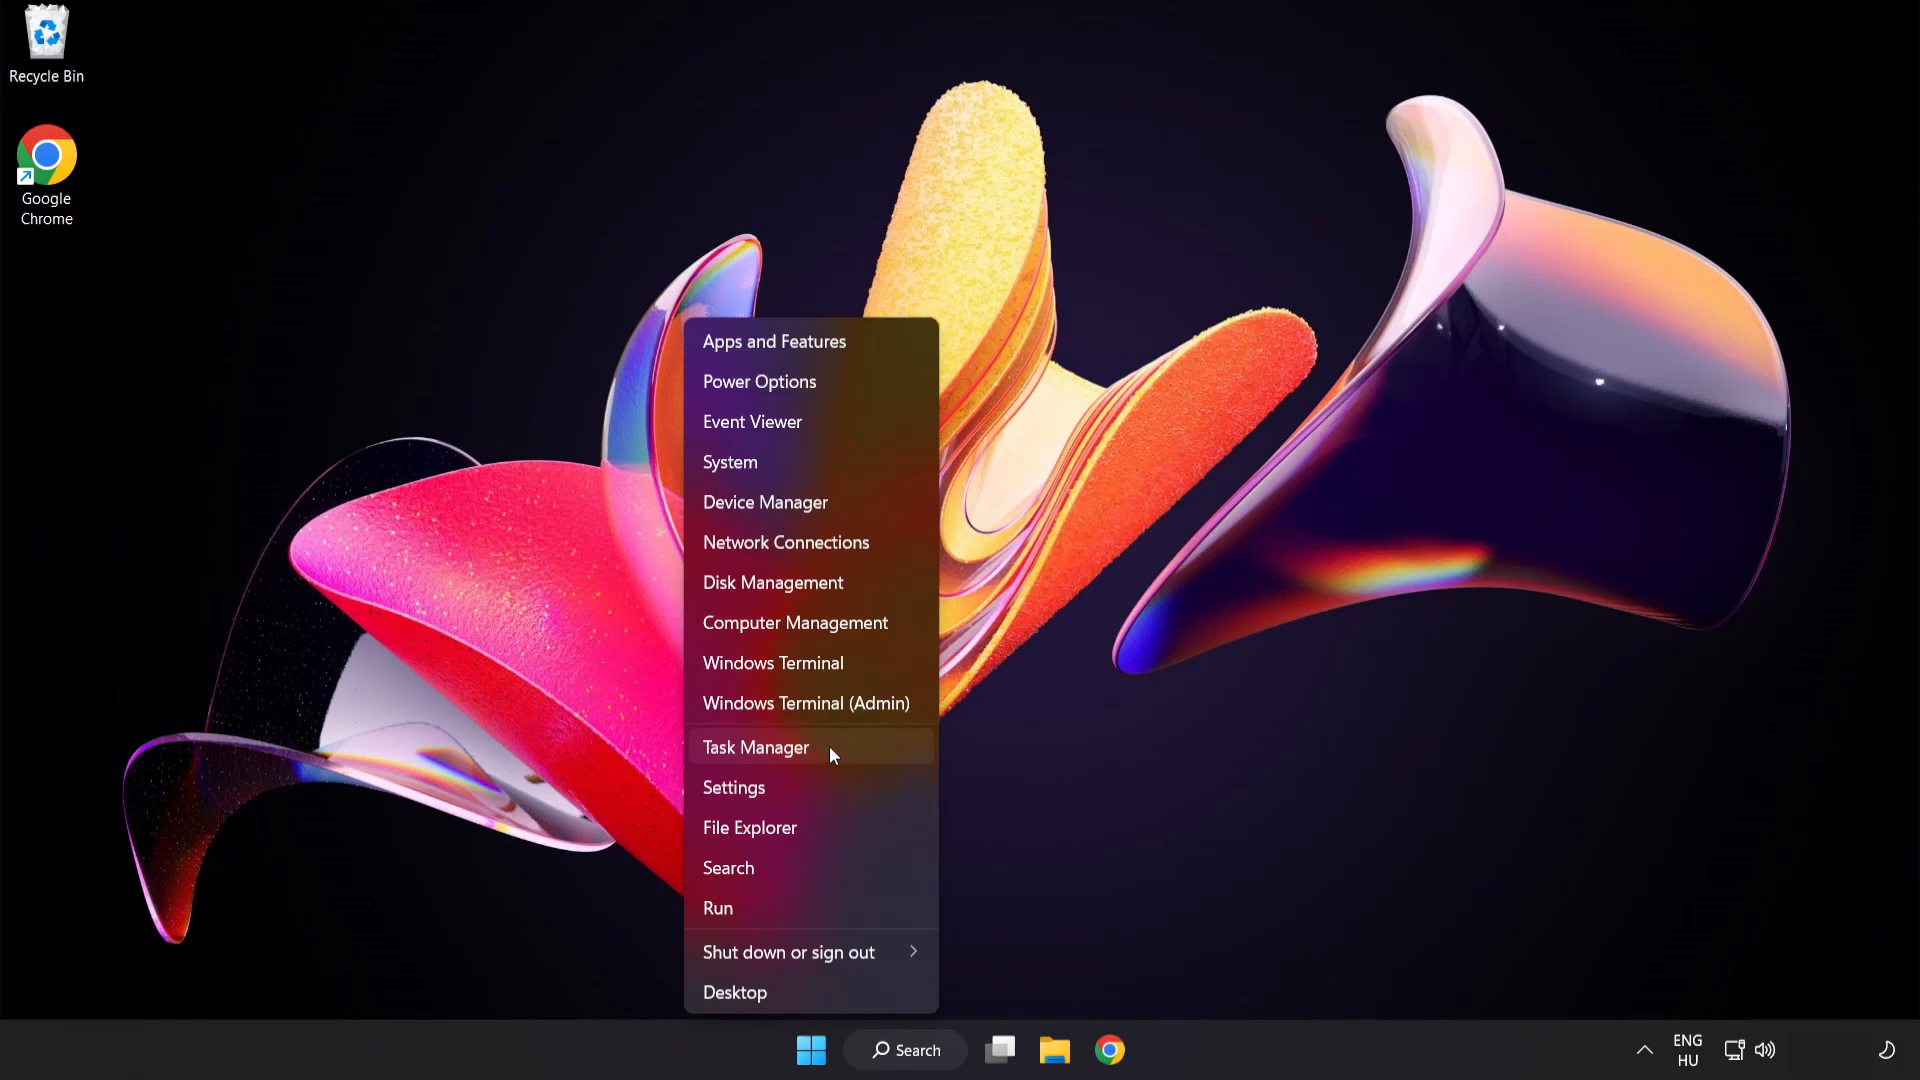 Recycle Bin
Google
Chrome
Apps and Features
Power Options
Event Viewer
System
Device Manager
Network Connections
Disk Management
Computer Management
Windows Terminal
Windows Terminal (Admin)
Task Manager
Settings
File Explorer
Search
Run
Shut down or sign out
Desktop
Search
ENG
HU